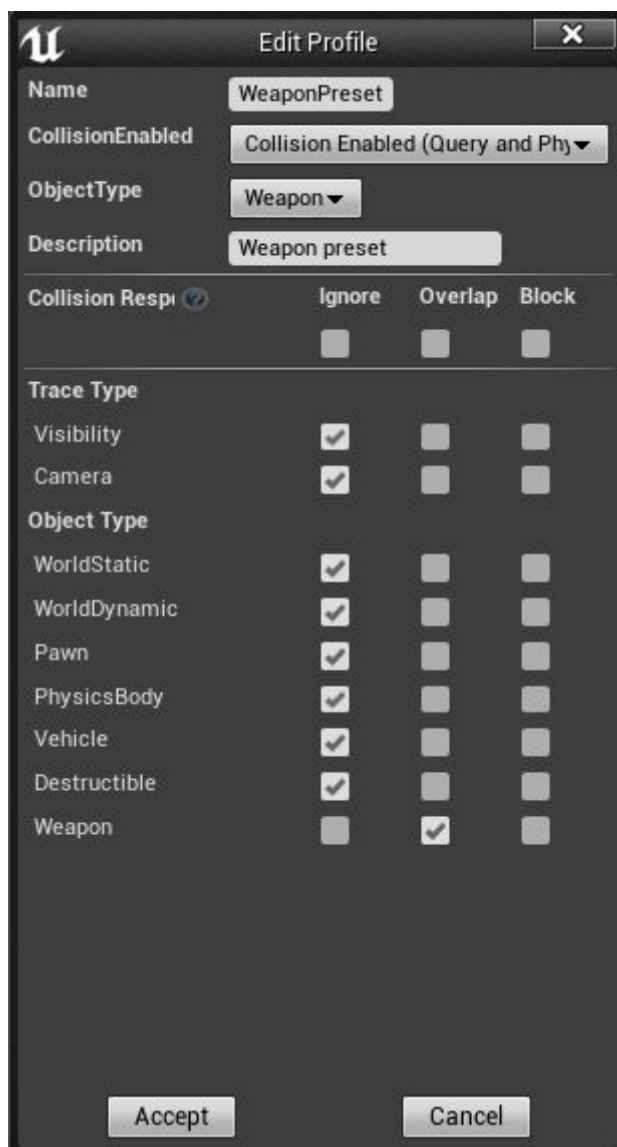 Edit Profile
Name WeaponPreset
CollisionEnabled Collision Enabled (Query and Phy
ObjectType Weapon
Description Weapon preset
Collision Resp Ignore Overlap Block
Trace Type
Visibility
Camera
Object Type
WorldStatic
WorldDynamic
Pawn
PhysicsBody
Vehicle
Destructible
Weapon
Accept Cancel